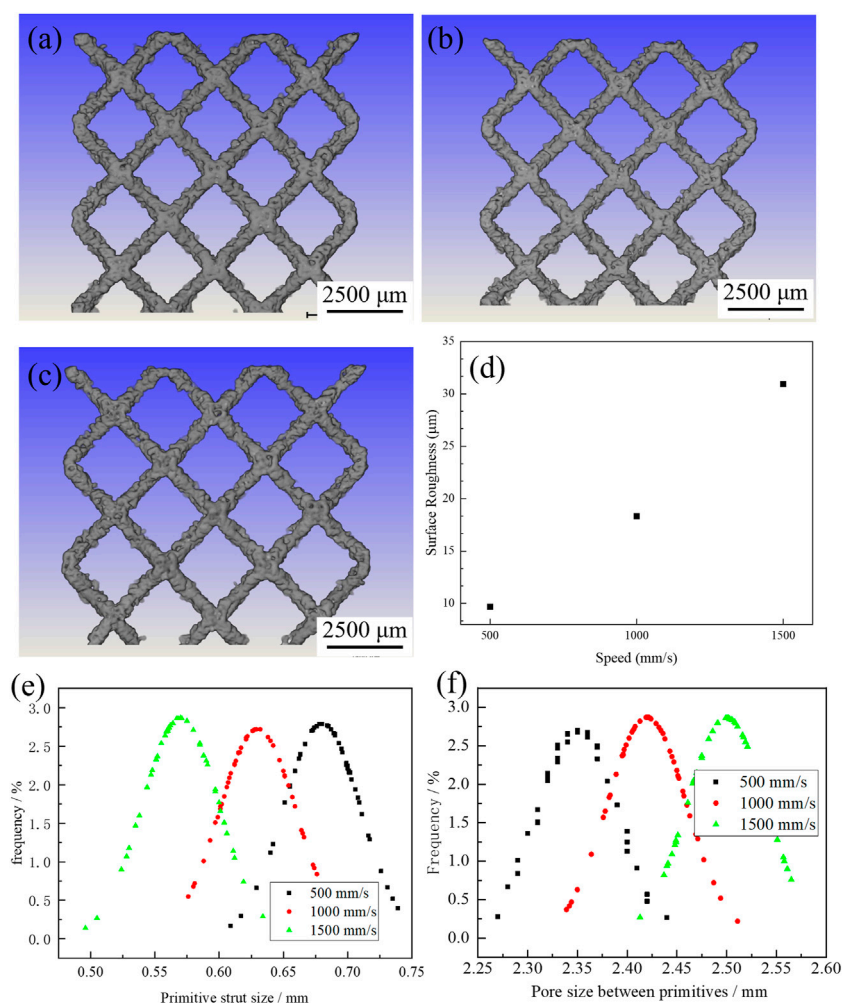 (a)
2500 μm
(b)
2500 μm
(c)
2500 μm
(d)
35
30
25
20
15
10
Surface Roughness (μm)
500
1000
1500
Speed (mm/s)
(e)
3.0
2.5
2.0
1.5
1.0
0.5
0.0
frequency / %
500 mm/s
1000 mm/s
1500 mm/s
0.50
0.55
0.60
0.65
0.70
0.75
Primitive strut size / mm
(f)
3.0
2.5
2.0
1.5
1.0
0.5
0.0
Frequency / %
500 mm/s
1000 mm/s
1500 mm/s
2.25
2.30
2.35
2.40
2.45
2.50
2.55
2.60
Pore size between primitives / mm